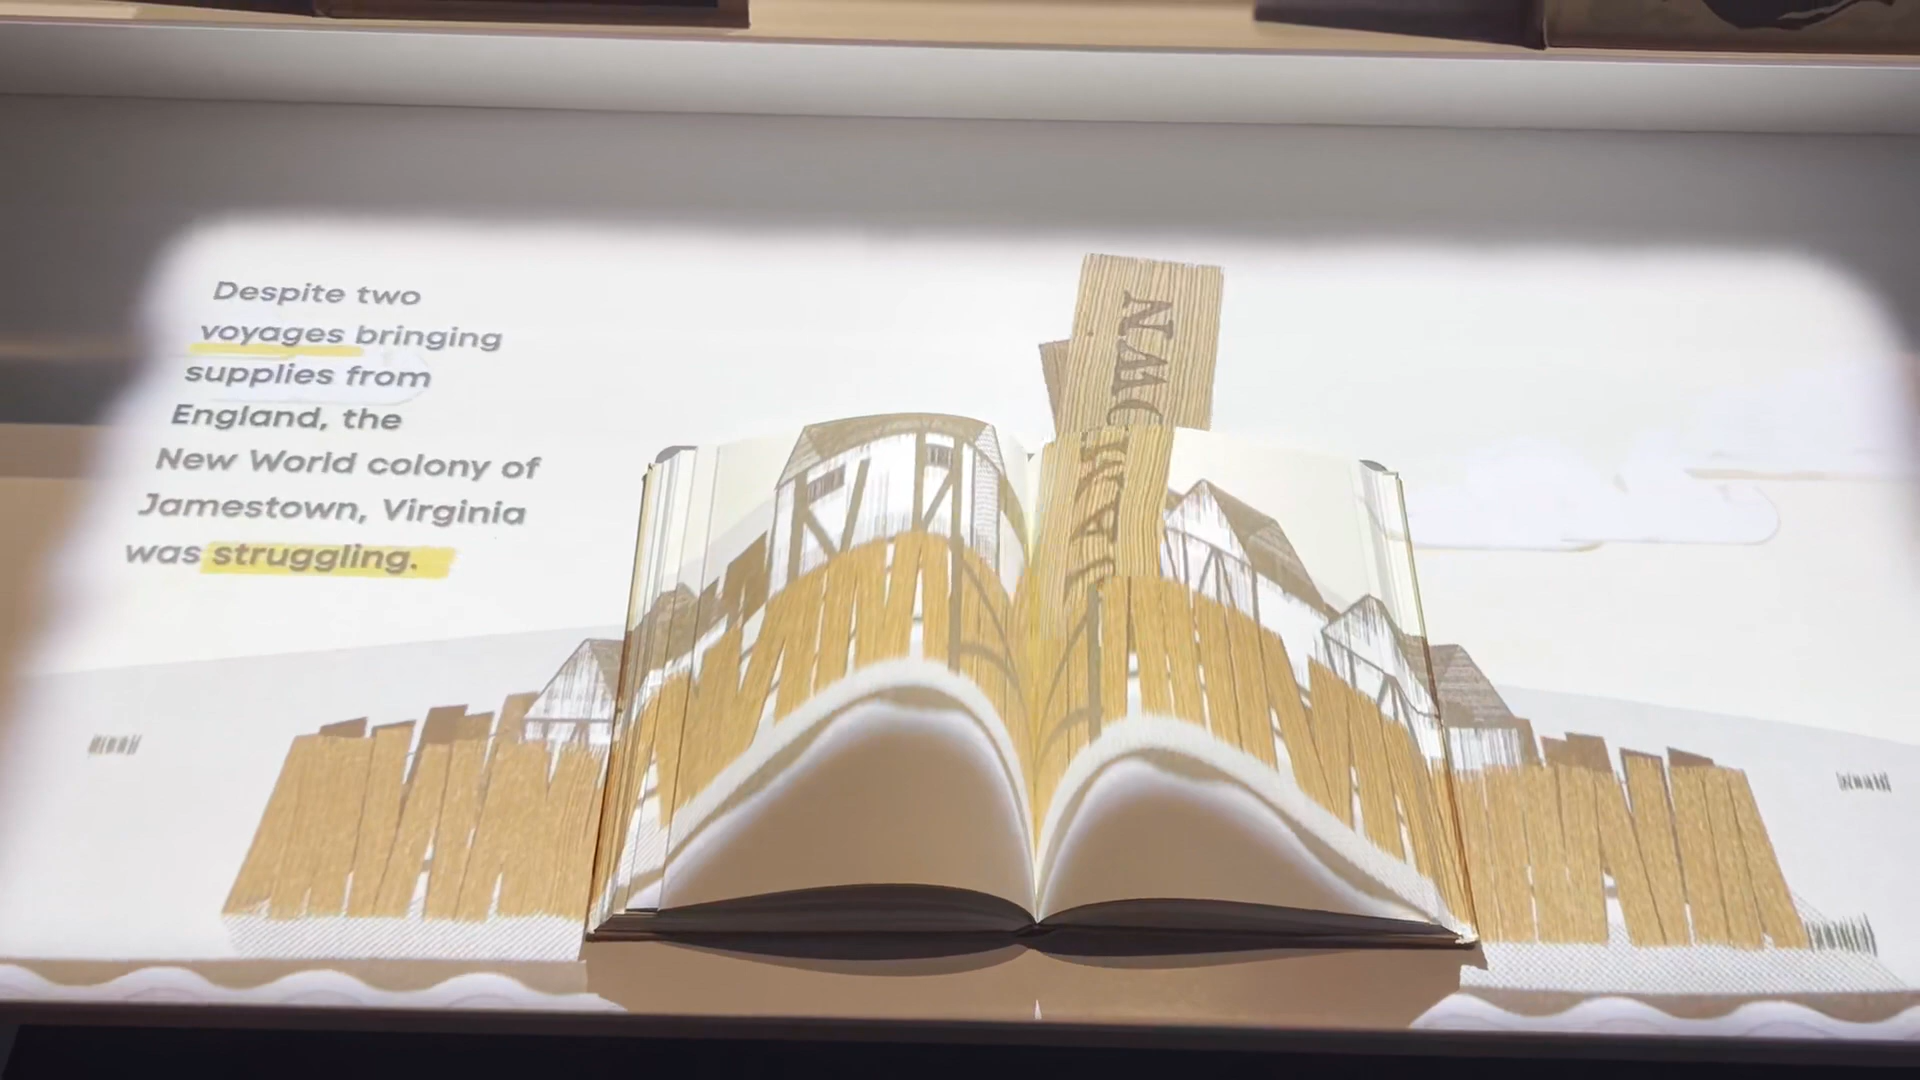 Despite two
voyages bringing
supplies from
England, the
New World colony of
Jamestown, Virginia
was struggling.